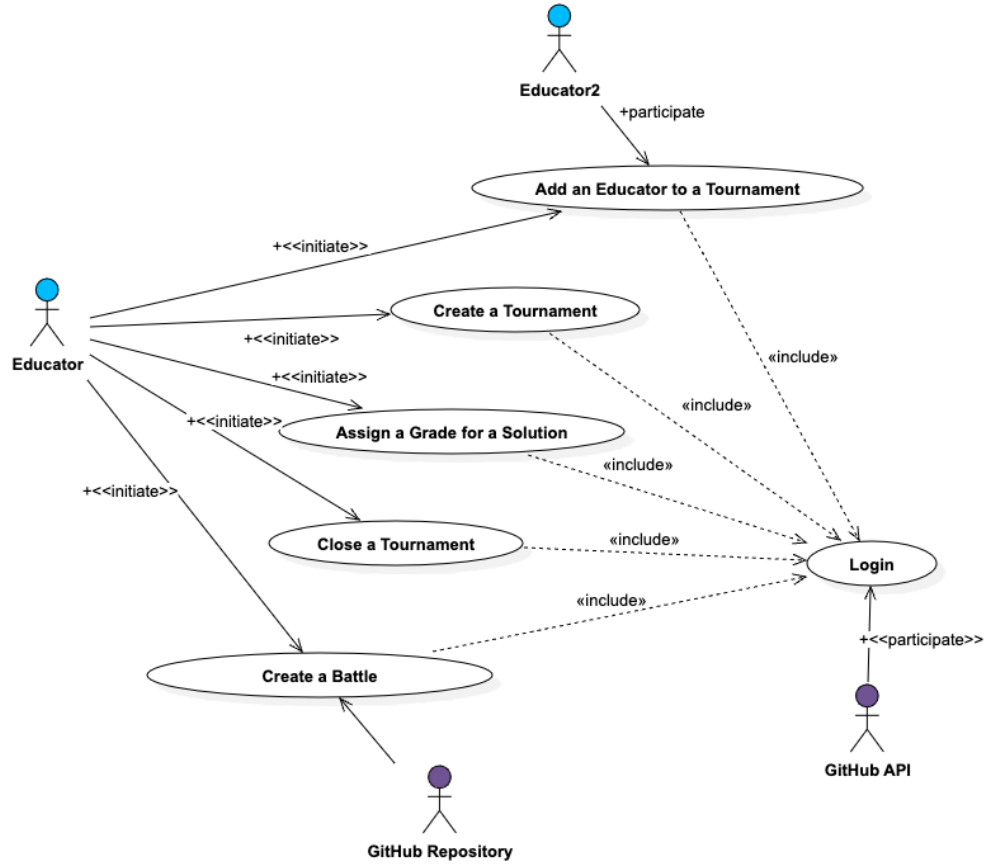 Educator2
+participate
Add an Educator to a Tournament
+<<initiate>>
Create a Tournament
+<<initiate>>
Educator
«include»
+<<initiate>>
«include»
+<<initiate>>
Assign a Grade for a Solution
«include»
+<<initiate>>
Close a Tournament
«include»
Login
«include»
+<<participate>>
Create a Battle
GitHub API
GitHub Repository